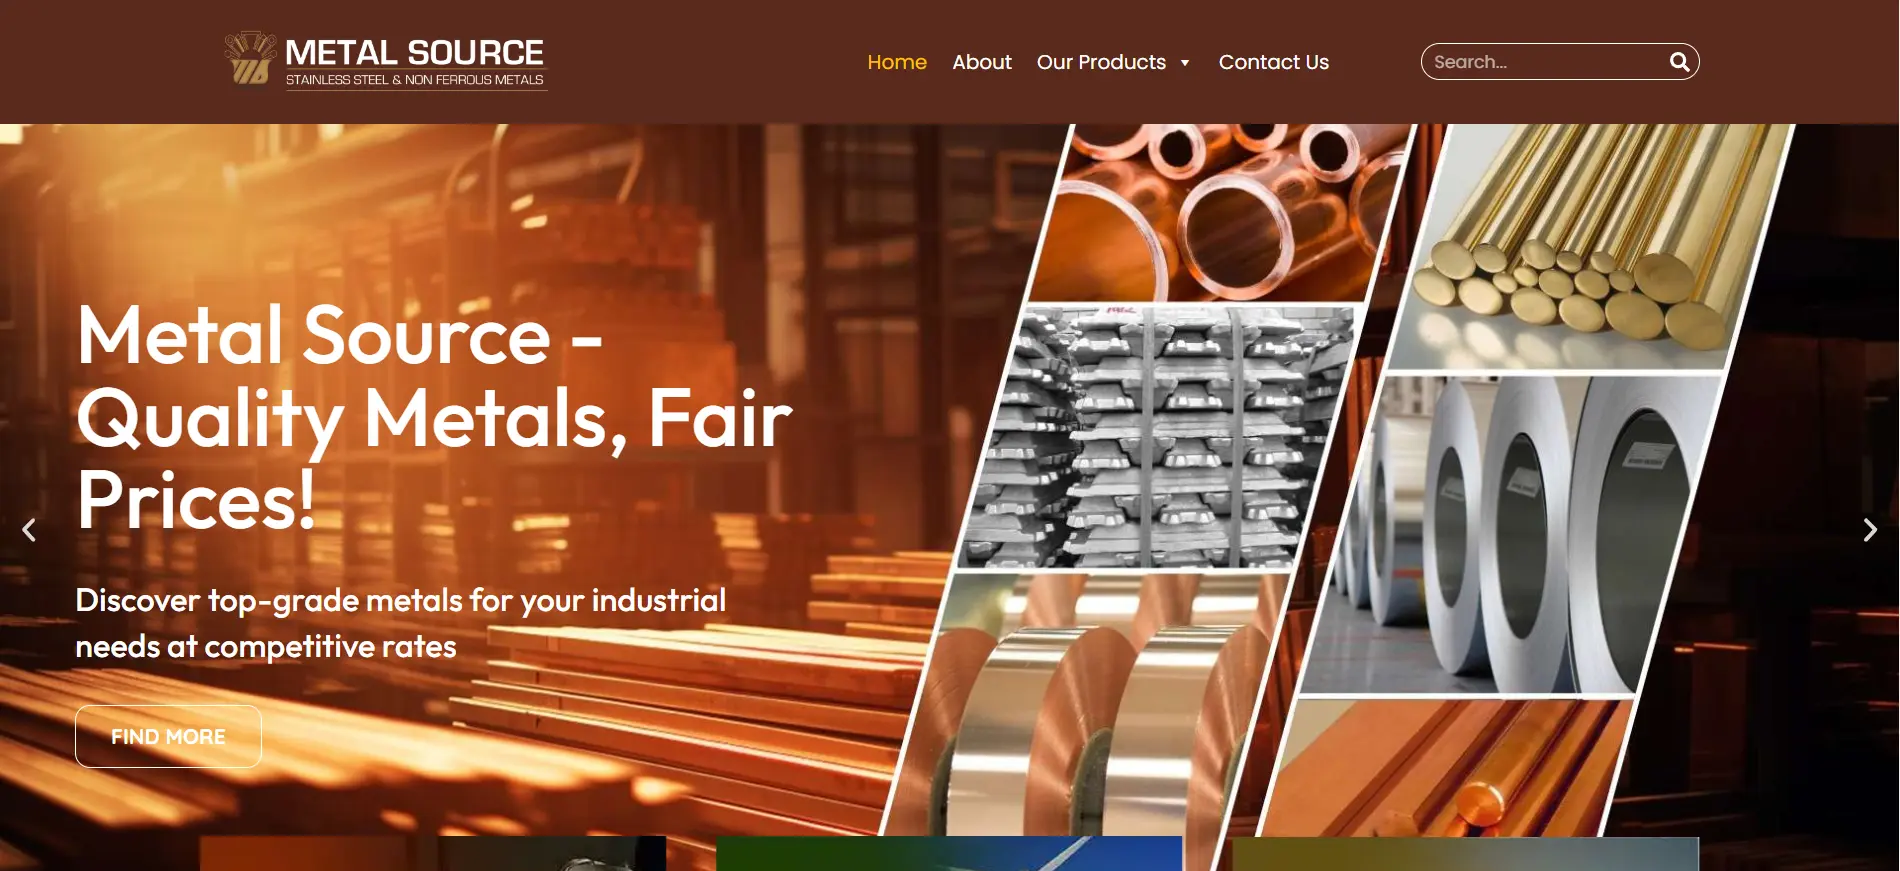 METAL SOURCE
STAINLESS STEEL & NON FERROUS METALS
Home
About
Our Products
Contact Us
Search...
Metal Source -
Quality Metals, Fair
Prices!
Discover top-grade metals for your industrial
needs at competitive rates
FIND MORE